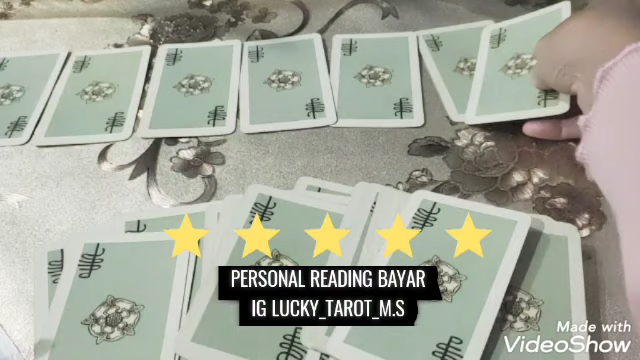 PERSONAL READING BAYAR
IG LUCKY_TAROT_M.S
Made with
VideoShow